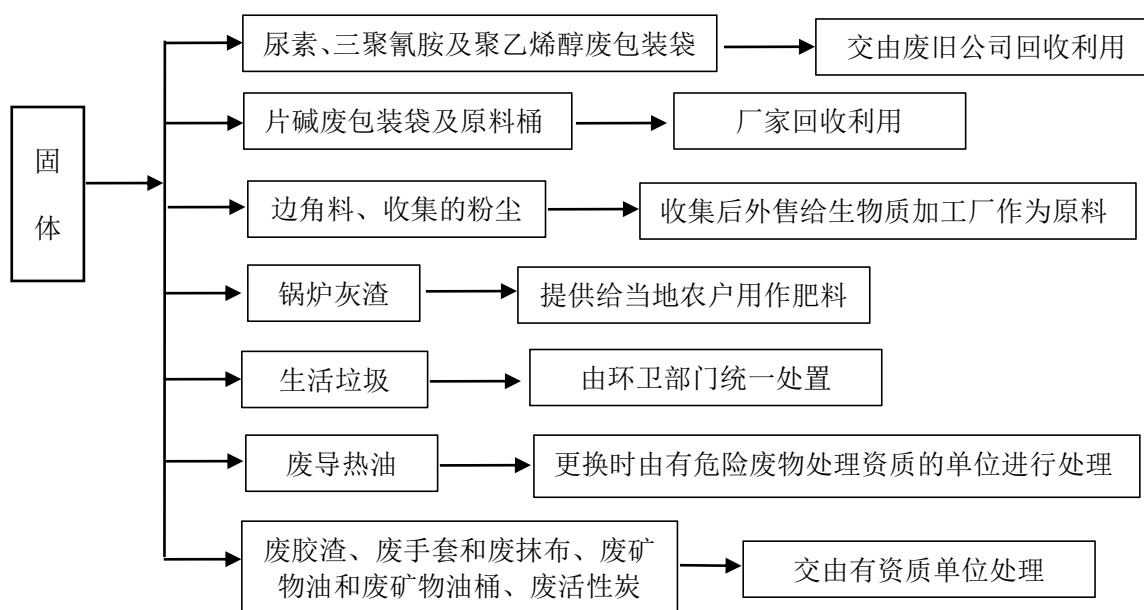 尿素、三聚氰胺及聚乙烯醇废包装袋
交由废旧公司回收利用
片碱废包装袋及原料桶
厂家回收利用
固
体
边角料、收集的粉尘
收集后外售给生物质加工厂作为原料
锅炉灰渣
提供给当地农户用作肥料
生活垃圾
由环卫部门统一处置
废导热油
更换时由有危险废物处理资质的单位进行处理
废胶渣、废手套和废抹布、废矿
物油和废矿物油桶、废活性炭
交由有资质单位处理